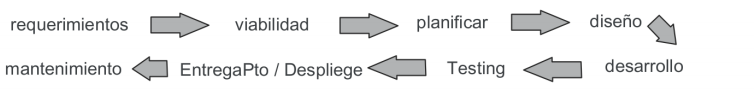 requerimientos viabilidad planificar diseño
mantenimiento EntregaPto / Despliege Testing desarrollo